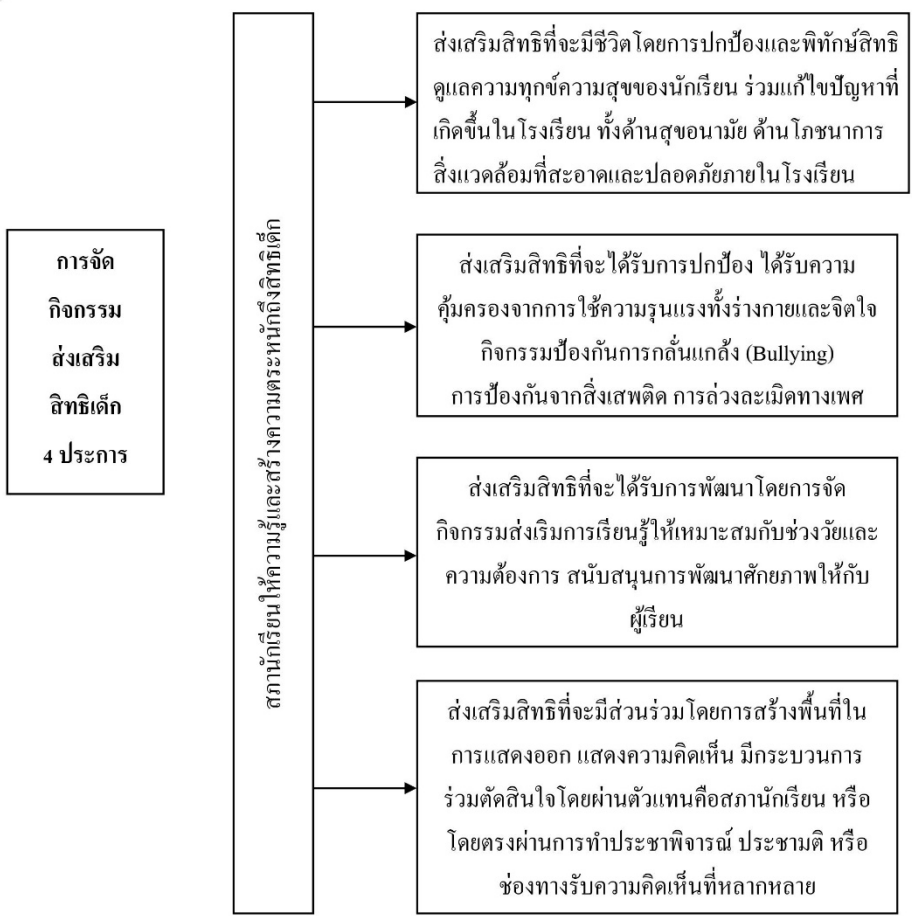 การจัด
กิจกรรม
ส่งเสริม
สิทธิเด็ก
4 ประการ
สภานักเรียนให้ความรู้และสร้างความตระหนักถึงสิทธิเด็ก
ส่งเสริมสิทธิที่จะมีชีวิตโดยการปกป้องและพิทักษ์สิทธิ
ดูแลความทุกข์ความสุขของนักเรียน ร่วมแก้ไขปัญหาที่
เกิดขึ้นในโรงเรียน ทั้งด้านสุขอนามัย ด้านโภชนาการ
สิ่งแวดล้อมที่สะอาดและปลอดภัยภายในโรงเรียน
ส่งเสริมสิทธิที่จะได้รับการปกป้อง ได้รับความ
คุ้มครองจากการใช้ความรุนแรงทั้งร่างกายและจิตใจ
กิจกรรมป้องกันการกลั่นแกล้ง (Bullying)
การป้องกันจากสิ่งเสพติด การล่วงละเมิดทางเพศ
ส่งเสริมสิทธิที่จะได้รับการพัฒนาโดยการจัด
กิจกรรมส่งเริมการเรียนรู้ให้เหมาะสมกับช่วงวัยและ
ความต้องการ สนับสนุนการพัฒนาศักยภาพให้กับ
ผู้เรียน
ส่งเสริมสิทธิที่จะมีส่วนร่วมโดยการสร้างพื้นที่ใน
การแสดงออก แสดงความคิดเห็น มีกระบวนการ
ร่วมตัดสินใจโดยผ่านตัวแทนคือสภานักเรียน หรือ
โดยตรงผ่านการทำประชาพิจารณ์ ประชามติ หรือ
ช่องทางรับความคิดเห็นที่หลากหลาย